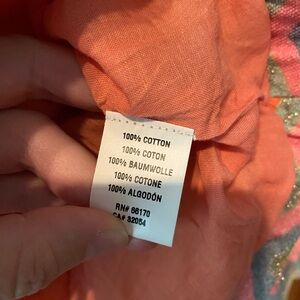 100% COTTON
100% COTON
100% BAUMWOLLE
100% COTONE
100% ALGODÓN
RN# 66170
CA# 32054